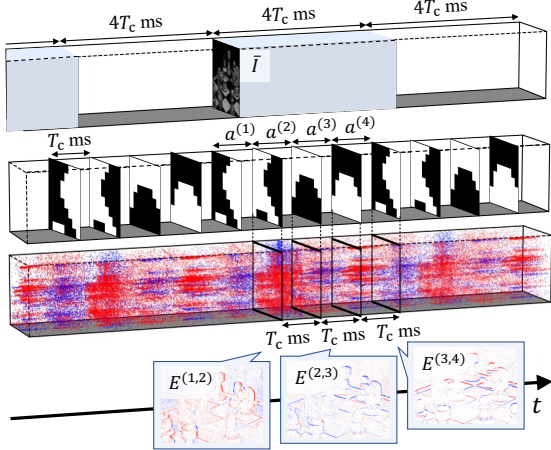 4T_c ms
4T_c ms
4T_c ms
Ī
T_c ms
a^(1)
a^(2)
a^(3)
a^(4)
T_c ms
T_c ms
T_c ms
E^(1,2)
E^(2,3)
E^(3,4)
t